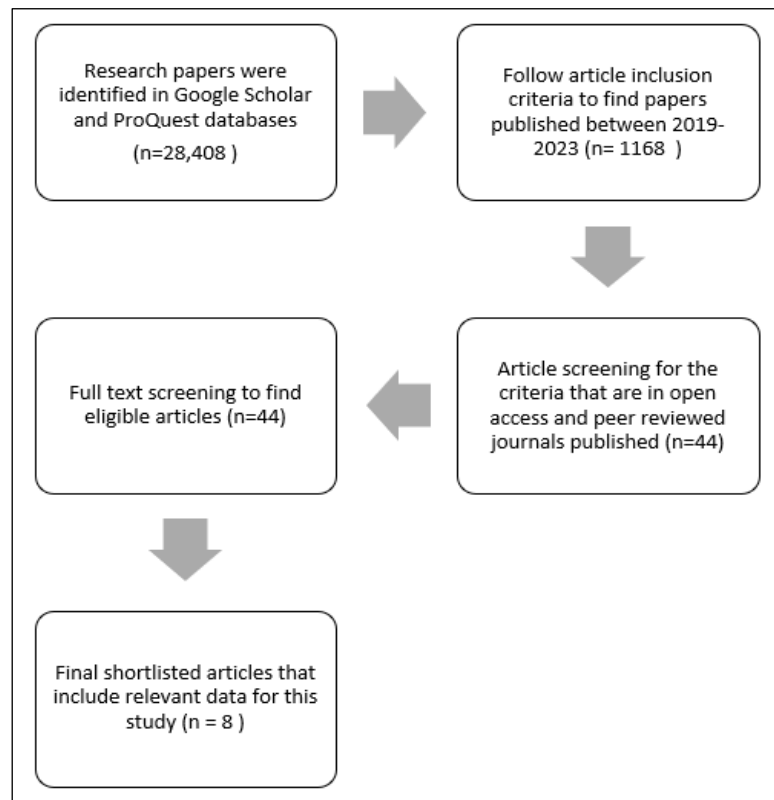 Research papers were
identified in Google Scholar
and ProQuest databases
(n=28,408 )
Follow article inclusion
criteria to find papers
published between 2019-
2023 (n= 1168  )
Article screening for the
criteria that are in open
access and peer reviewed
journals published (n=44)
Full text screening to find
eligible articles (n=44)
Final shortlisted articles that
include relevant data for this
study (n = 8 )